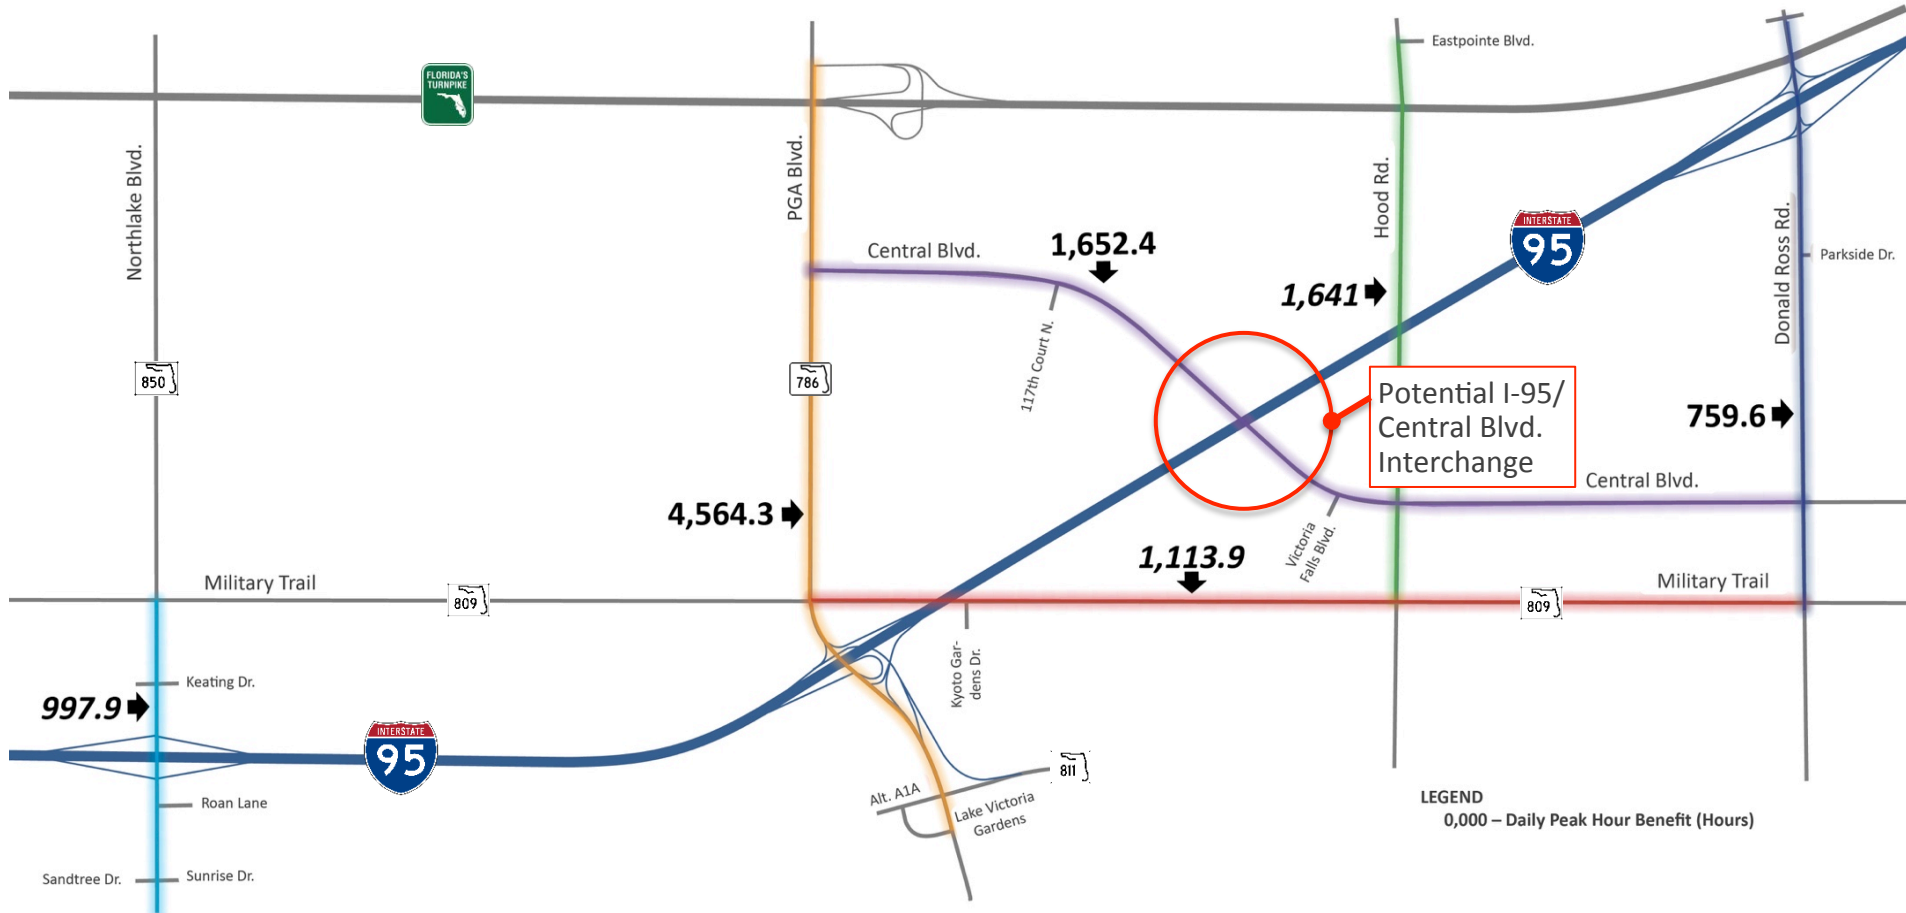 Eastpointe Blvd.
FLORIDA'S
TURNPIKE
Northlake Blvd.
PGA Blvd.
Hood Rd.
Donald Ross Rd.
INTERSTATE
95
Central Blvd.
1,652.4
Parkside Dr.
1,641
117th Court N.
850
786
Potential I-95/
Central Blvd.
Interchange
759.6
Central Blvd.
4,564.3
Victoria
Falls Blvd.
1,113.9
Military Trail
809
Military Trail
809
Kyoto Gar-
dens Dr.
Keating Dr.
997.9
INTERSTATE
95
811
Alt. A1A
Lake Victoria
Gardens
Roan Lane
LEGEND
0,000 – Daily Peak Hour Benefit (Hours)
Sandtree Dr.
Sunrise Dr.